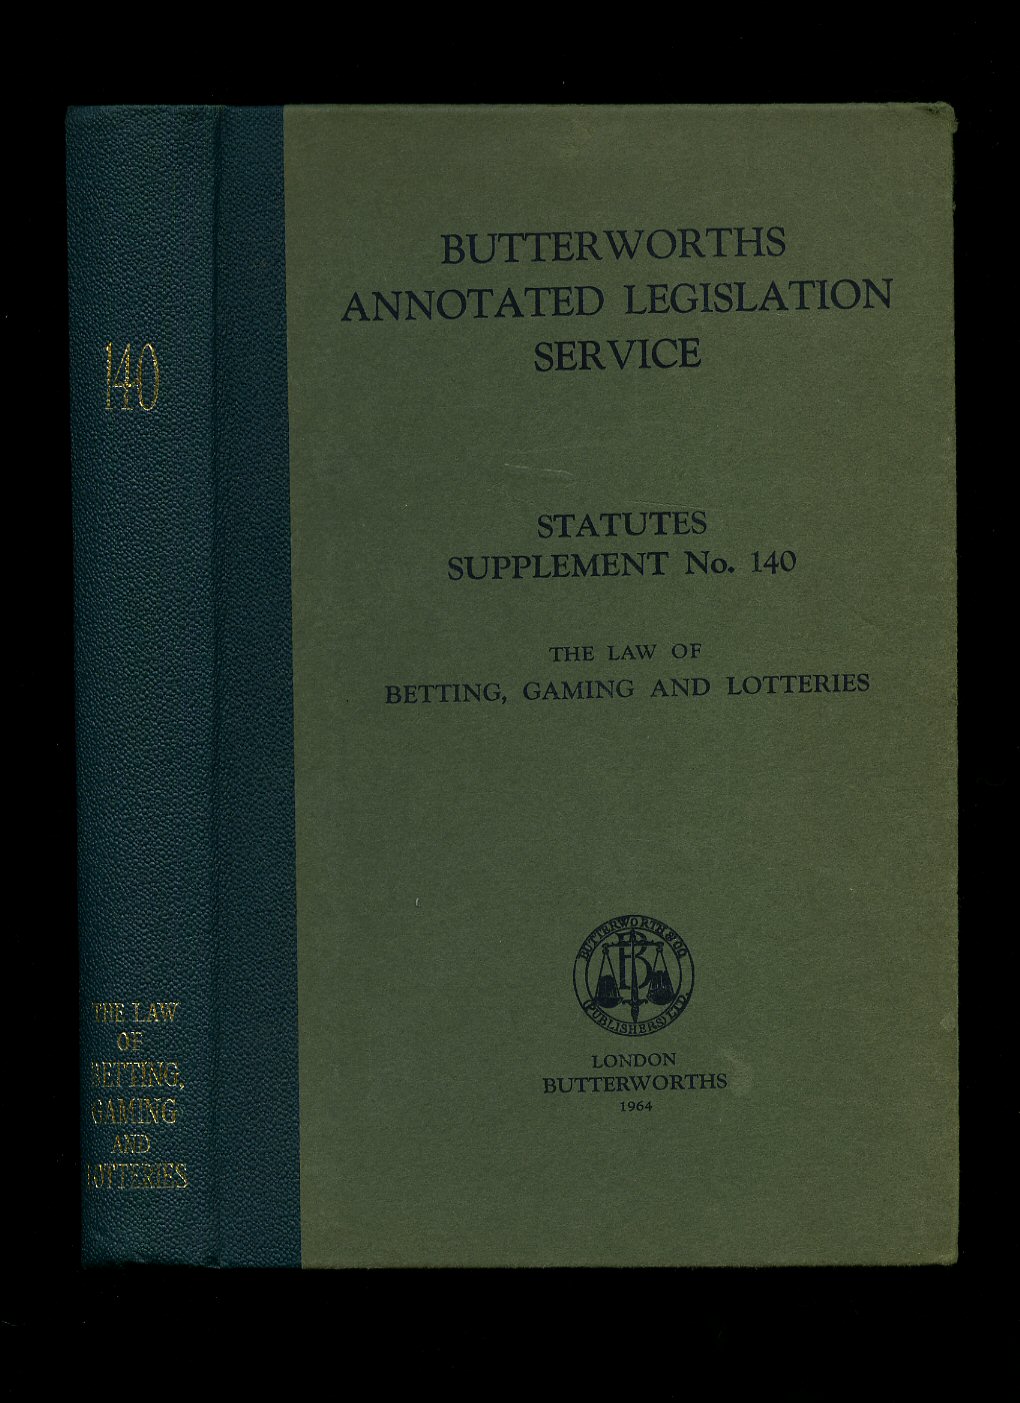 140
THE LAW
OF
BETTING,
GAMING
AND
LOTTERIES
BUTTERWORTHS
ANNOTATED LEGISLATION
SERVICE
STATUTES
SUPPLEMENT No. 140
THE LAW OF
BETTING, GAMING AND LOTTERIES
BUTTERWORTH & CO.
B
(PUBLISHERS) LTD.
LONDON
BUTTERWORTHS
1964